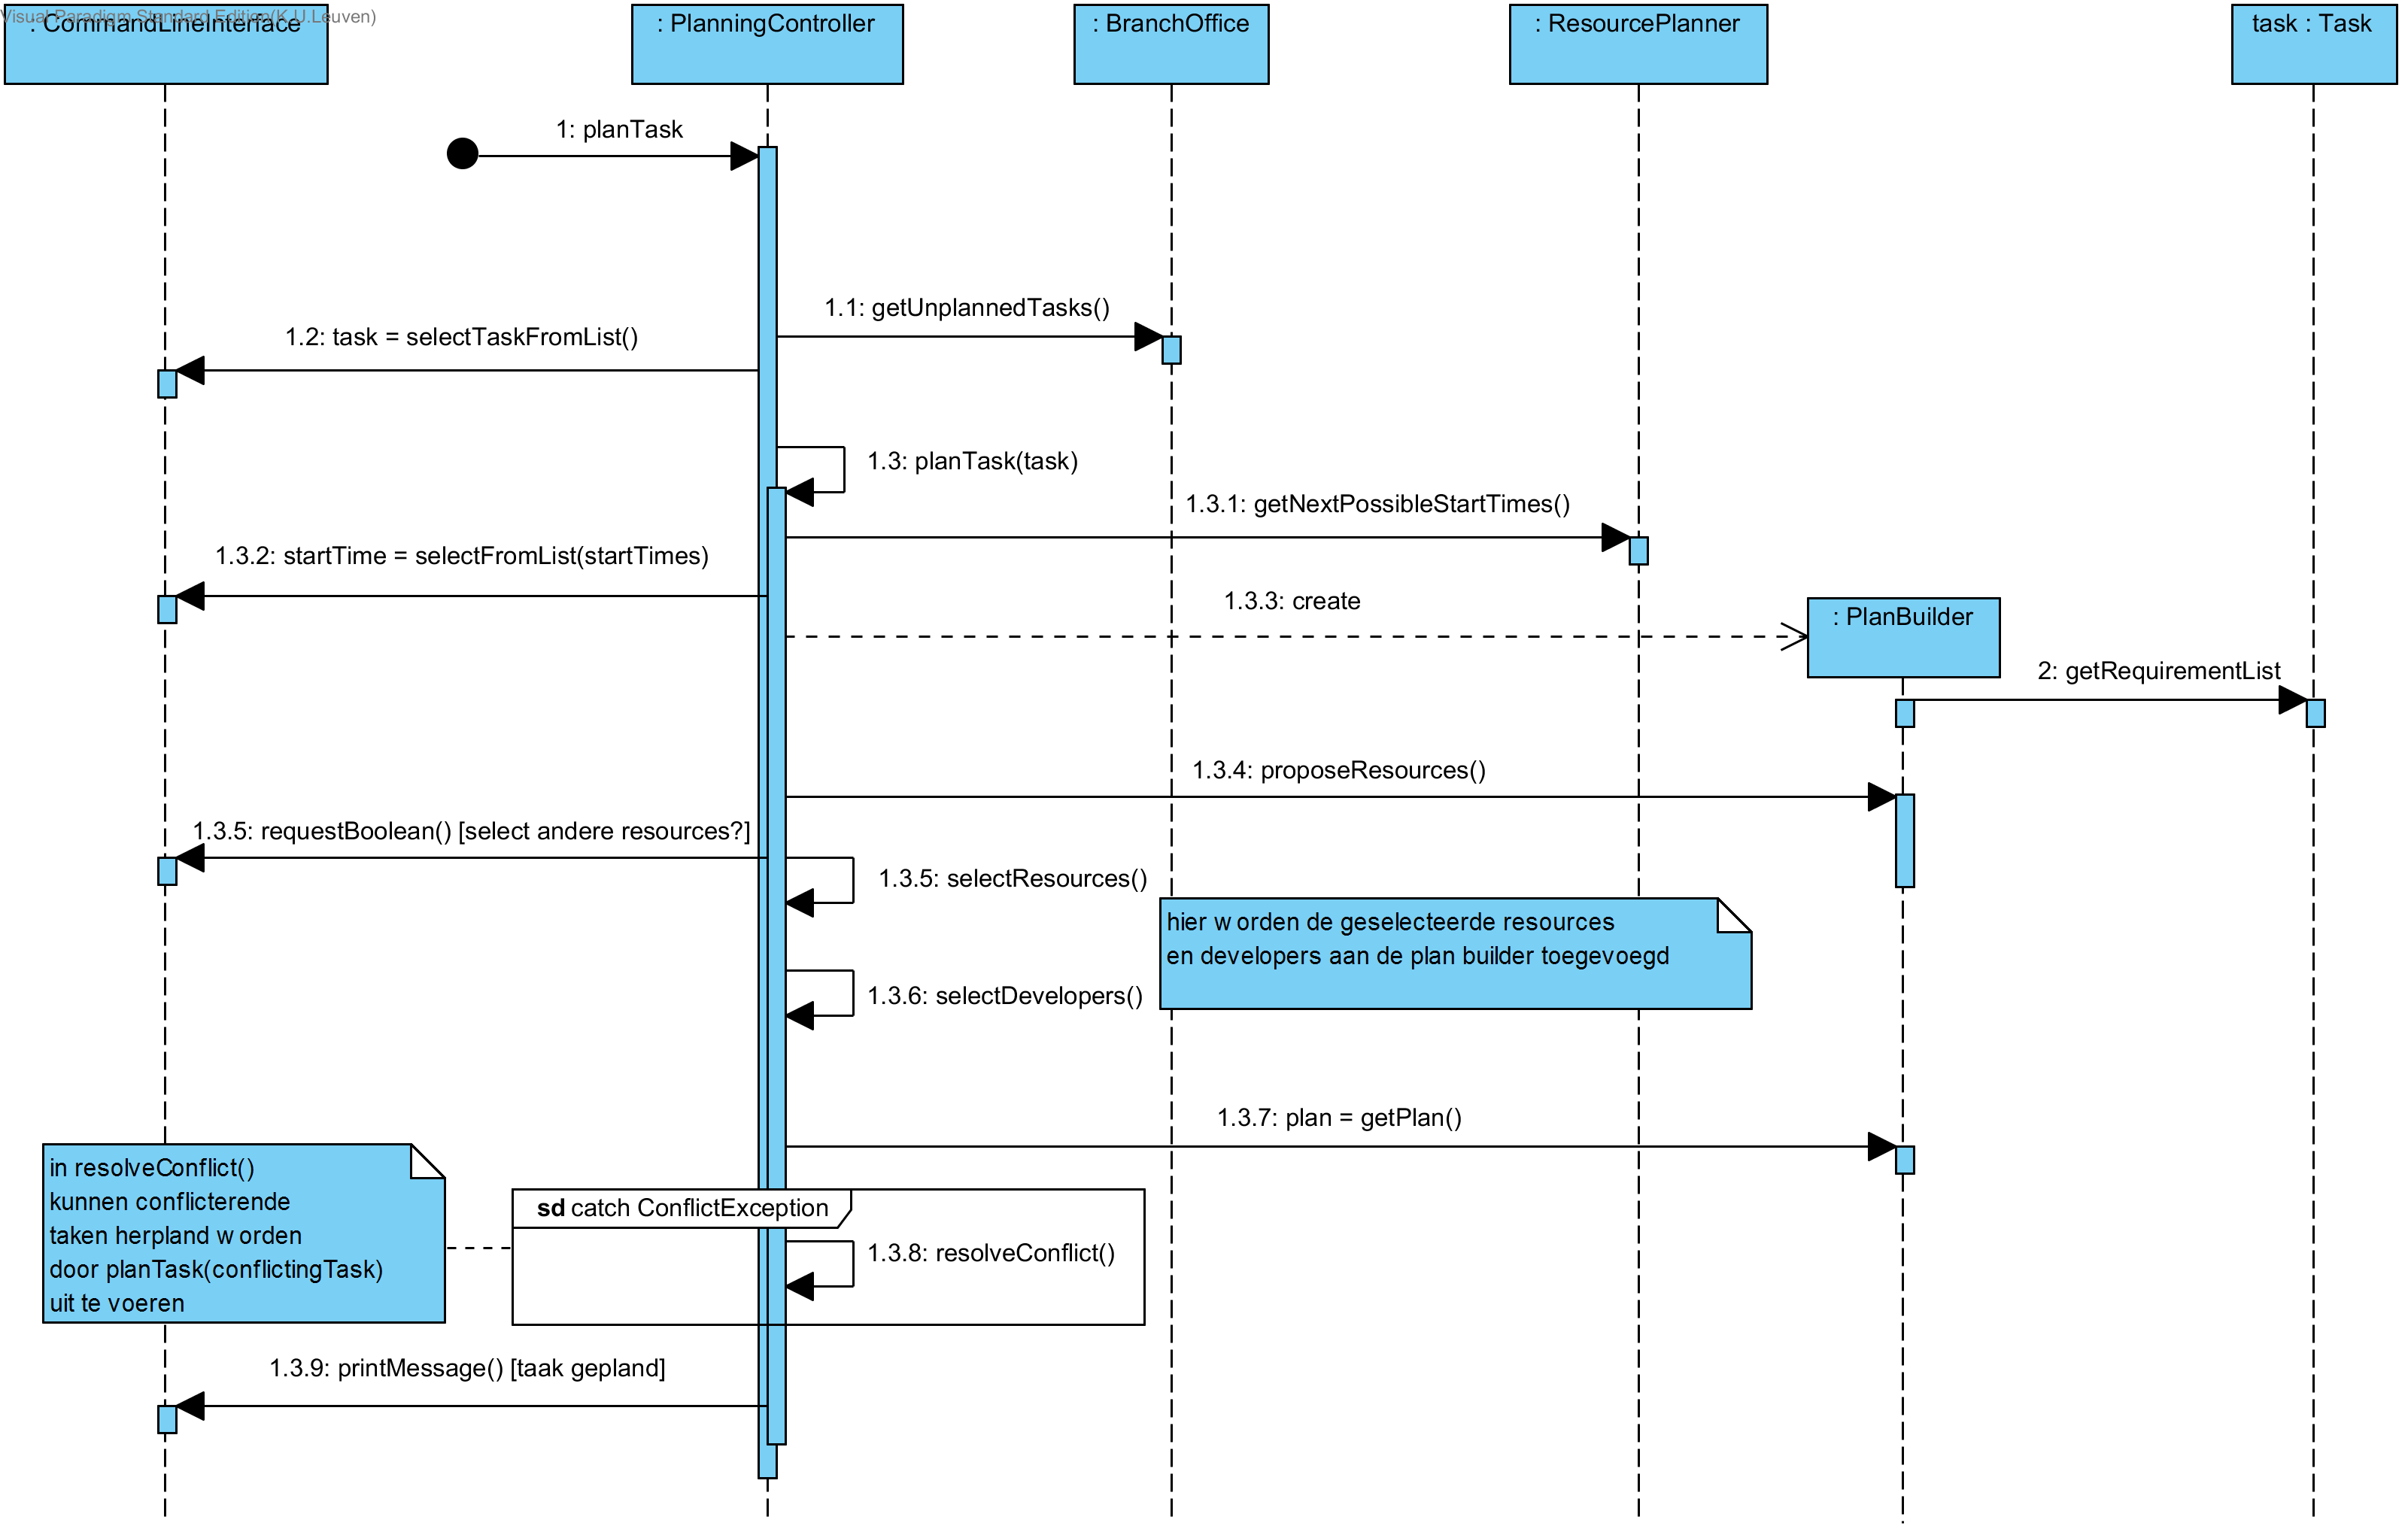 Visual Paradigm Standard Edition(K.U.Leuven)
: CommandLineInterface
: PlanningController
: BranchOffice
: ResourcePlanner
task : Task
1: planTask
1.1: getUnplannedTasks()
1.2: task = selectTaskFromList()
1.3: planTask(task)
1.3.1: getNextPossibleStartTimes()
1.3.2: startTime = selectFromList(startTimes)
1.3.3: create
: PlanBuilder
2: getRequirementList
1.3.4: proposeResources()
1.3.5: requestBoolean() [select andere resources?]
1.3.5: selectResources()
hier worden de geselecteerde resources
en developers aan de plan builder toegevoegd
1.3.6: selectDevelopers()
1.3.7: plan = getPlan()
in resolveConflict()
kunnen conflicterende
taken herpland worden
door planTask(conflictingTask)
uit te voeren
sd catch ConflictException
1.3.8: resolveConflict()
1.3.9: printMessage() [taak gepland]